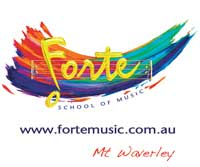 Forte
SCHOOL OF MUSIC
www.fortemusic.com.au
Mt Waverley